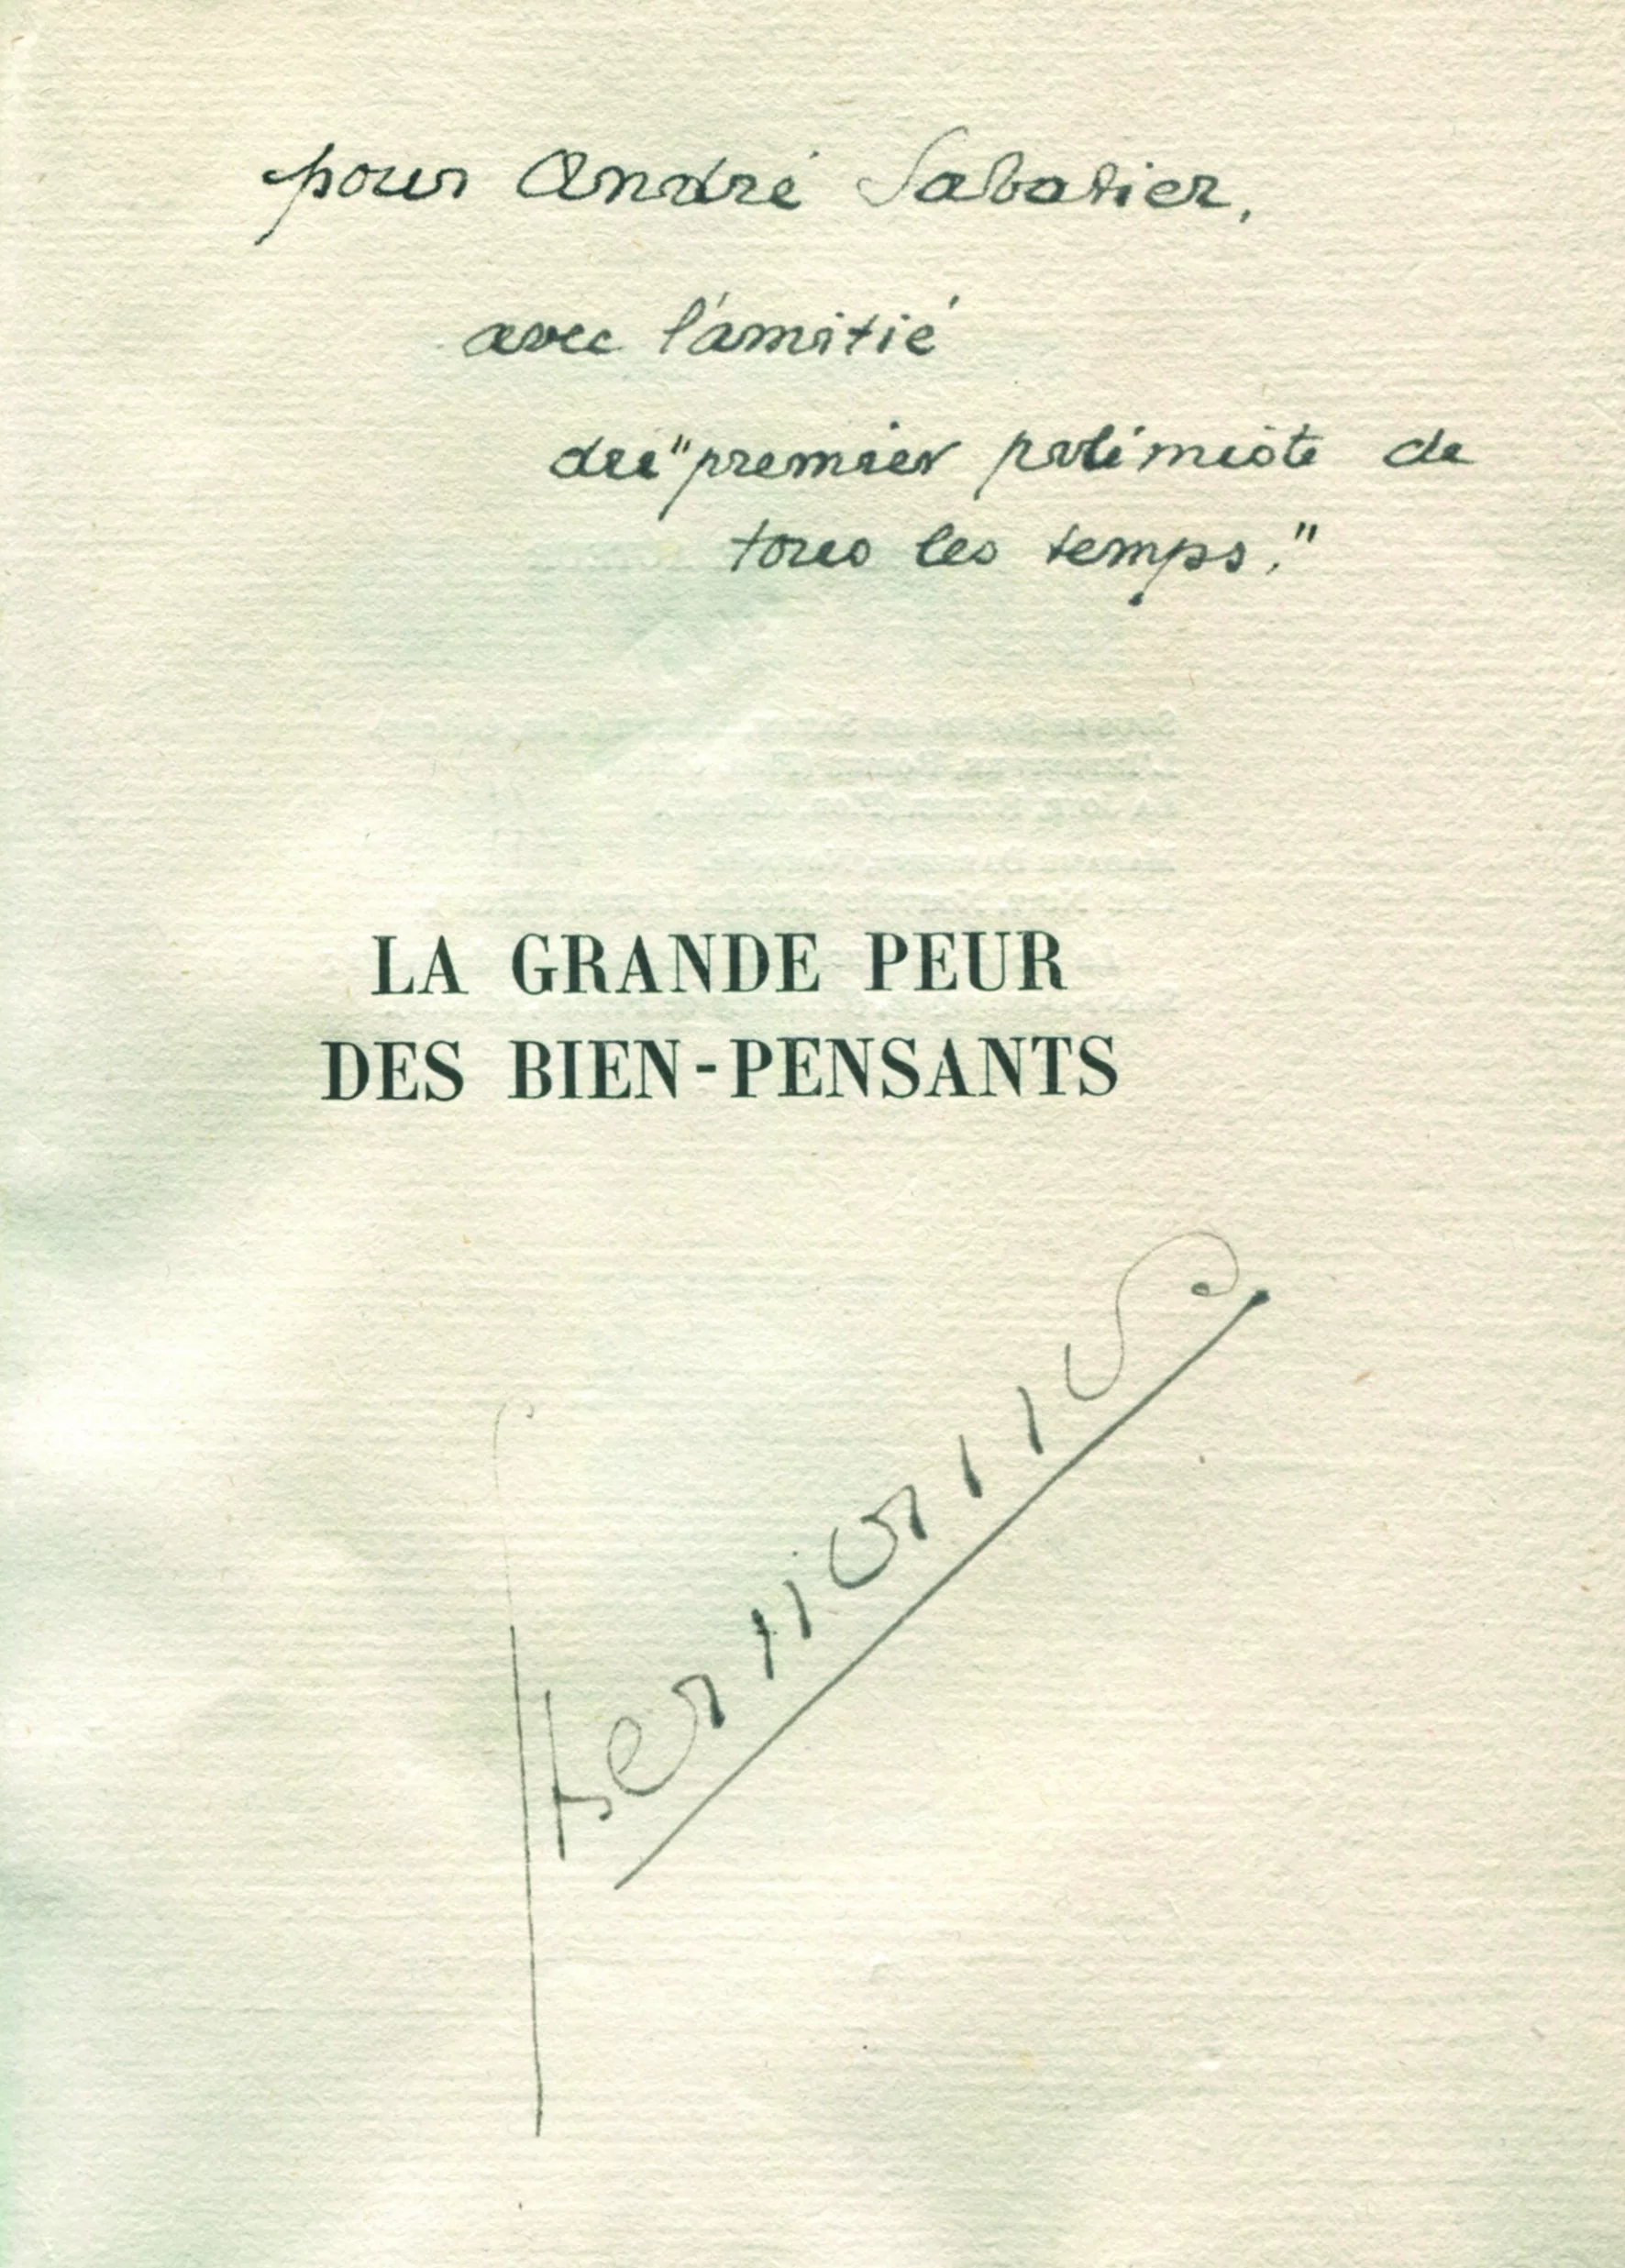 pour André Sabatier,
avec l'amitié
du "premier polémiste de
tous les temps."
LA GRANDE PEUR
DES BIEN-PENSANTS
Bernanos